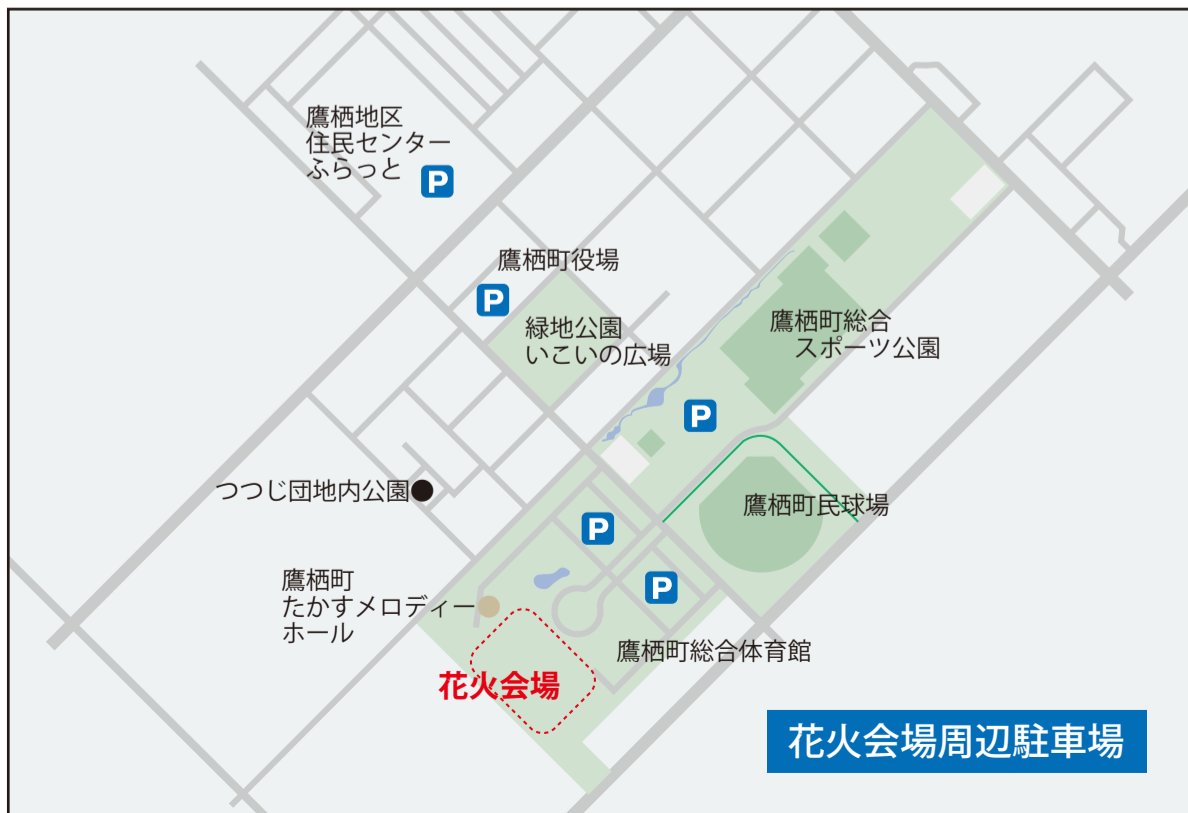 鷹栖地区
住民センター
ふらっと
P
鷹栖町役場
P
緑地公園
いこいの広場
鷹栖町総合
スポーツ公園
P
つつじ団地内公園
鷹栖町民球場
P
P
鷹栖町
たかすメロディー
ホール
鷹栖町総合体育館
花火会場
花火会場周辺駐車場